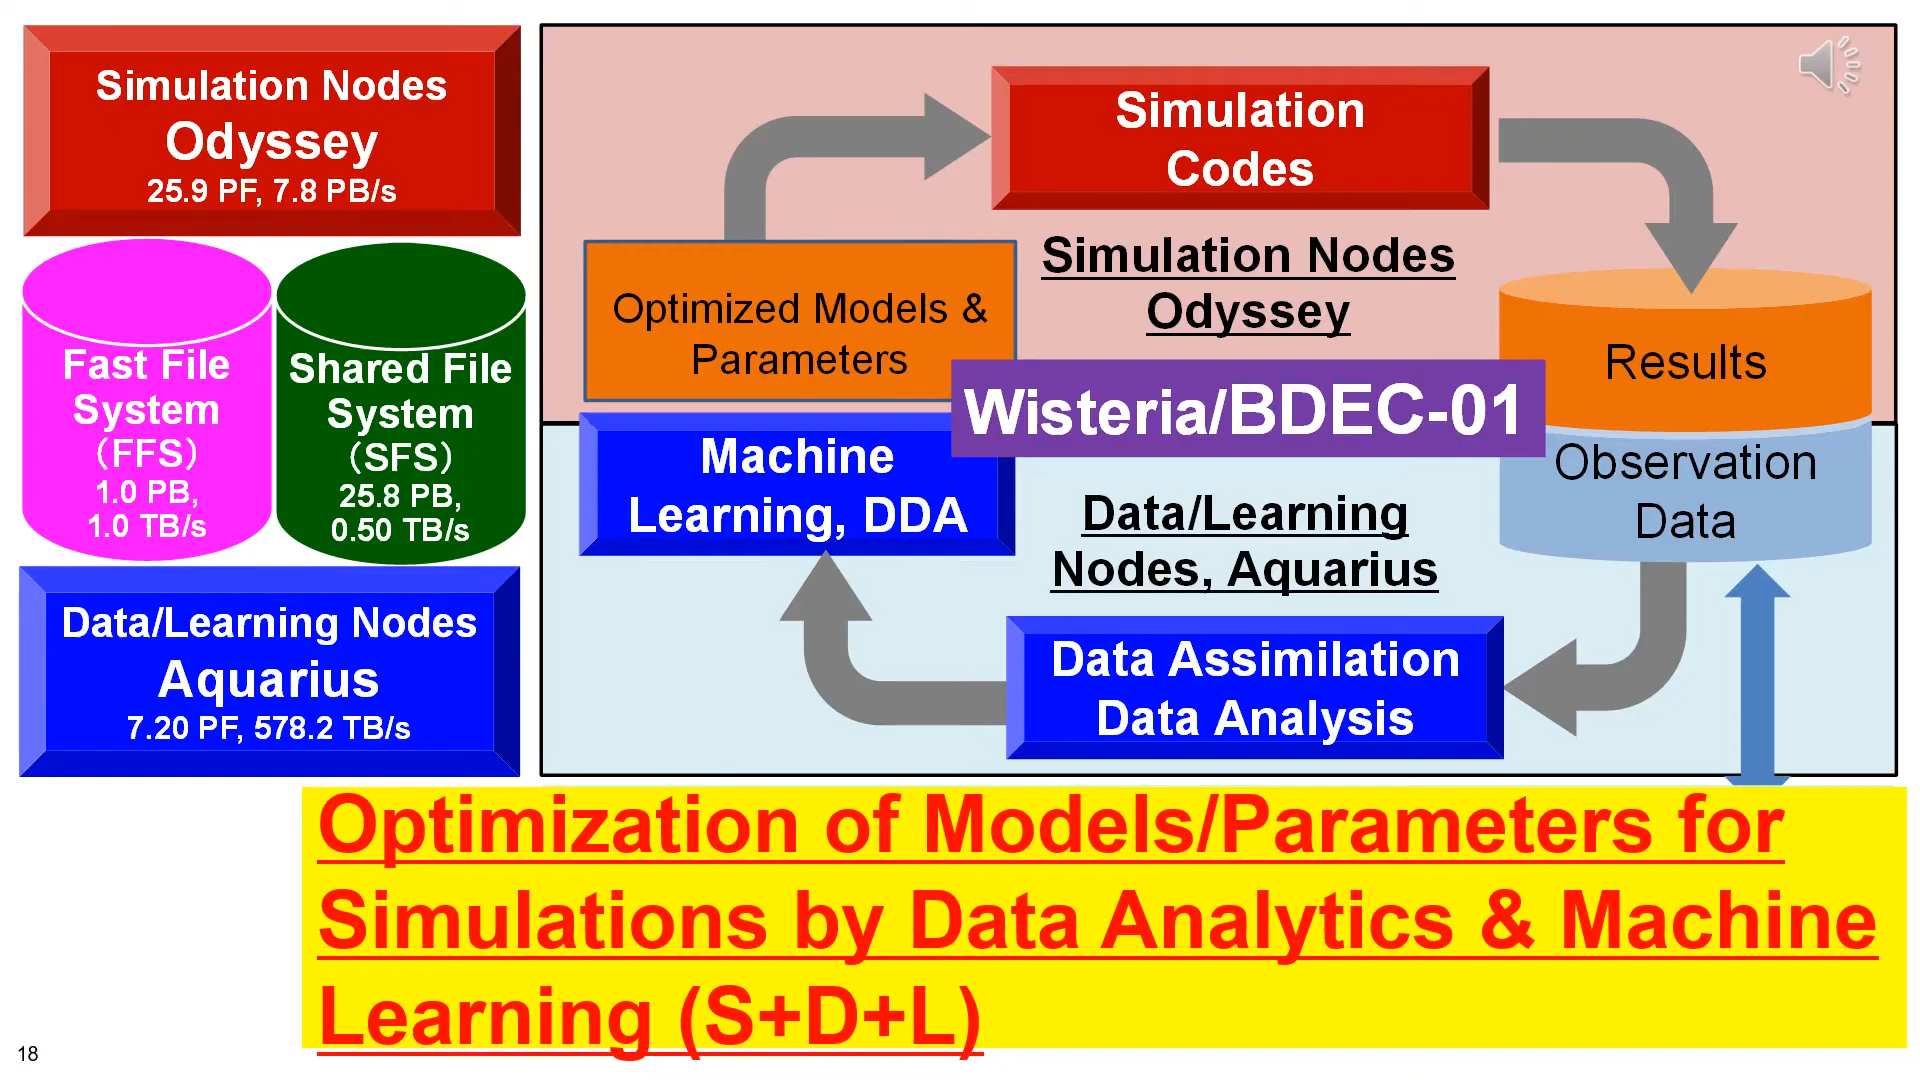 Simulation Nodes
Odyssey
25.9 PF, 7.8 PB/s
Fast File
System
（FFS）
1.0 PB,
1.0 TB/s
Shared File
System
（SFS）
25.8 PB,
0.50 TB/s
Data/Learning Nodes
Aquarius
7.20 PF, 578.2 TB/s
Simulation
Codes
Simulation Nodes
Odyssey
Optimized Models &
Parameters
Results
Wisteria/BDEC-01
Machine
Learning, DDA
Observation
Data
Data/Learning
Nodes, Aquarius
Data Assimilation
Data Analysis
Optimization of Models/Parameters for
Simulations by Data Analytics & Machine
Learning (S+D+L)
18